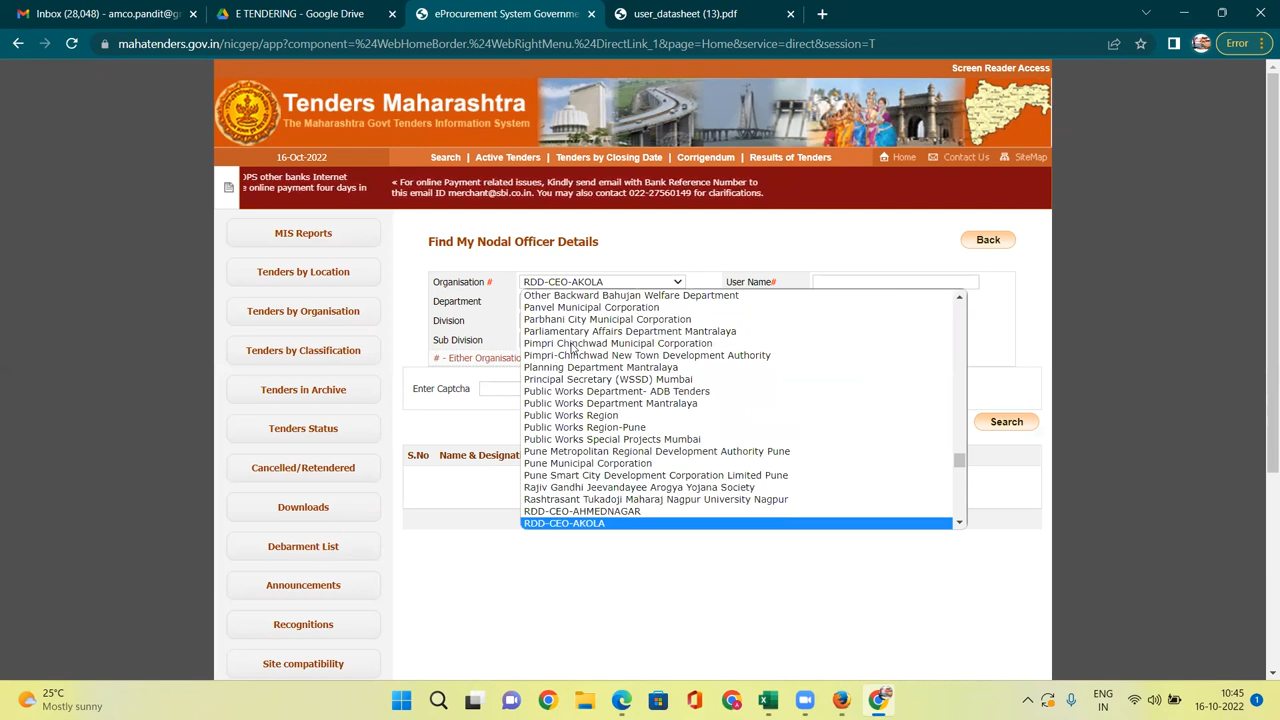 Inbox (28,048) - amco.pandit@g
E TENDERING - Google Drive
eProcurement System Governmen
user_datasheet (13).pdf
mahatenders.gov.in/nicgep/app?component=%24WebHomeBorder.%24WebRightMenu.%24DirectLink_1&page=Home&service=direct&session=T
Error
Screen Reader Access
Tenders Maharashtra
The Maharashtra Govt Tenders Information System
16-Oct-2022
Search | Active Tenders | Tenders by Closing Date | Corrigendum | Results of Tenders
Home Contact Us SiteMap
OPS other banks Internet
e online payment four days in
< For online Payment related issues, Kindly send email with Bank Reference Number to
this email ID merchant@sbi.co.in. You may also contact 022-27560149 for clarifications.
MIS Reports
Tenders by Location
Tenders by Organisation
Tenders by Classification
Tenders in Archive
Tenders Status
Cancelled/Retendered
Downloads
Debarment List
Announcements
Recognitions
Site compatibility
Find My Nodal Officer Details
Back
Organisation # RDD-CEO-AKOLA User Name#
Department
Division
Sub Division
# - Either Organisatio
Enter Captcha
Search
S.No Name & Designat
Other Backward Bahujan Welfare Department
Panvel Municipal Corporation
Parbhani City Municipal Corporation
Parliamentary Affairs Department Mantralaya
Pimpri Chinchwad Municipal Corporation
Pimpri-Chinchwad New Town Development Authority
Planning Department Mantralaya
Principal Secretary (WSSD) Mumbai
Public Works Department- ADB Tenders
Public Works Department Mantralaya
Public Works Region
Public Works Region-Pune
Public Works Special Projects Mumbai
Pune Metropolitan Regional Development Authority Pune
Pune Municipal Corporation
Pune Smart City Development Corporation Limited Pune
Rajiv Gandhi Jeevandayee Arogya Yojana Society
Rashtrasant Tukadoji Maharaj Nagpur University Nagpur
RDD-CEO-AHMEDNAGAR
RDD-CEO-AKOLA
25°C
Mostly sunny
ENG
IN
10:45
16-10-2022
1